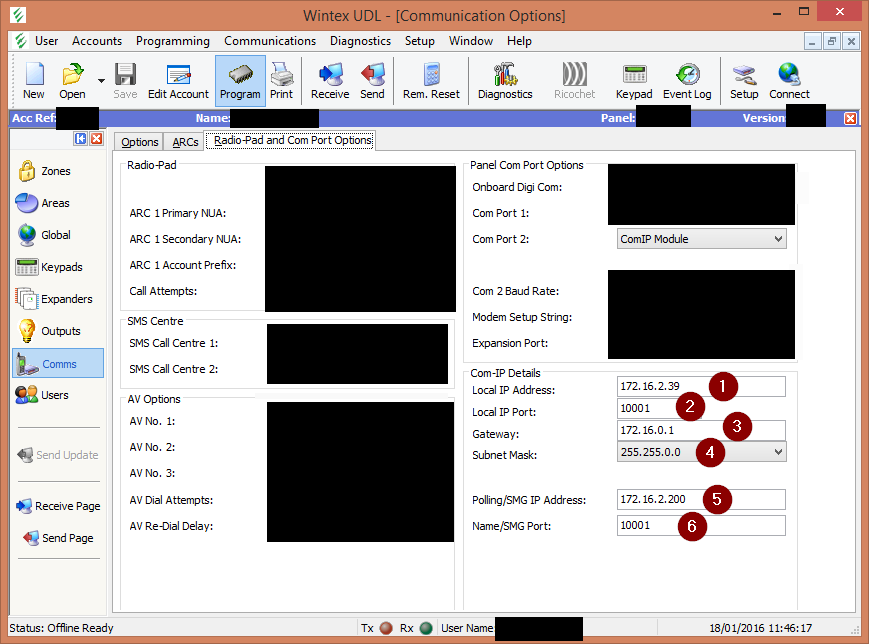 Wintex UDL - [Communication Options]
User Accounts Programming Communications Diagnostics Setup Window Help
New Open Save Edit Account Program Print Receive Send Rem. Reset Diagnostics Ricochet Keypad Event Log Setup Connect
Acc Ref: Name: Panel: Version:
Options ARCs Radio-Pad and Com Port Options
Zones
Areas
Global
Keypads
Expanders
Outputs
Comms
Users
Send Update
Receive Page
Send Page
Radio-Pad
ARC 1 Primary NUA:
ARC 1 Secondary NUA:
ARC 1 Account Prefix:
Call Attempts:
SMS Centre
SMS Call Centre 1:
SMS Call Centre 2:
AV Options
AV No. 1:
AV No. 2:
AV No. 3:
AV Dial Attempts:
AV Re-Dial Delay:
Panel Com Port Options
Onboard Digi Com:
Com Port 1:
Com Port 2: ComIP Module
Com 2 Baud Rate:
Modem Setup String:
Expansion Port:
Com-IP Details
Local IP Address: 172.16.2.39 1
Local IP Port: 10001 2
Gateway: 172.16.0.1 3
Subnet Mask: 255.255.0.0 4
Polling/SMG IP Address: 172.16.2.200 5
Name/SMG Port: 10001 6
Status: Offline Ready Tx Rx User Name 18/01/2016 11:46:17